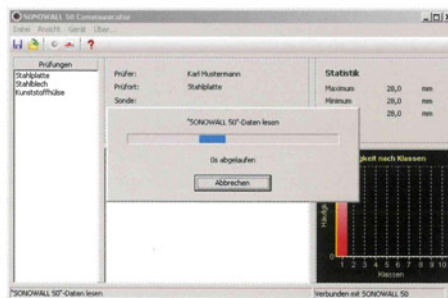 SONOWALL 50 Communicator
Datei Ansicht Gerät Über...
Prüfungen
Stahlplatte
Stahlblech
Kunststoffhülse
Prüfer: Karl Mustermann
Prüfort: Stahlplatte
Sonde:
Statistik
Maximum 28,0 mm
Minimum 28,0 mm
28,0 mm
"SONOWALL 50"-Daten lesen
0s abgelaufen
Abbrechen
igkeit nach Klassen
Häufigk
1 2 3 4 5 6 7 8 9 10
Klassen
"SONOWALL 50"-Daten lesen
Verbunden mit SONOWALL 50